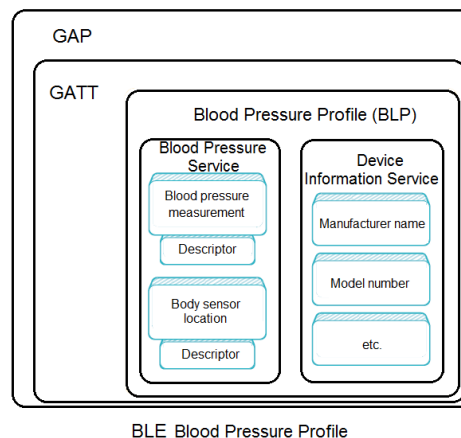 GAP
GATT
Blood Pressure Profile (BLP)
Blood Pressure
Service
Blood pressure
measurement
Descriptor
Body sensor
location
Descriptor
Device
Information Service
Manufacturer name
Model number
etc.
BLE Blood Pressure Profile